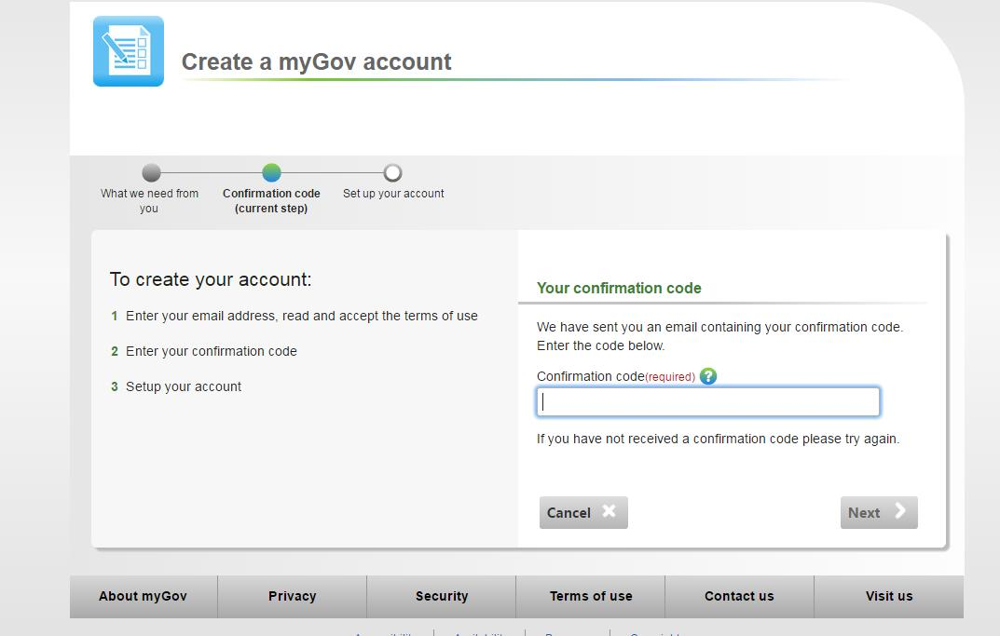 Create a myGov account
What we need from
you
Confirmation code
(current step)
Set up your account
To create your account:
1 Enter your email address, read and accept the terms of use
2 Enter your confirmation code
3 Setup your account
Your confirmation code
We have sent you an email containing your confirmation code.
Enter the code below.
Confirmation code(required) ?
If you have not received a confirmation code please try again.
Cancel
Next
About myGov Privacy Security Terms of use Contact us Visit us